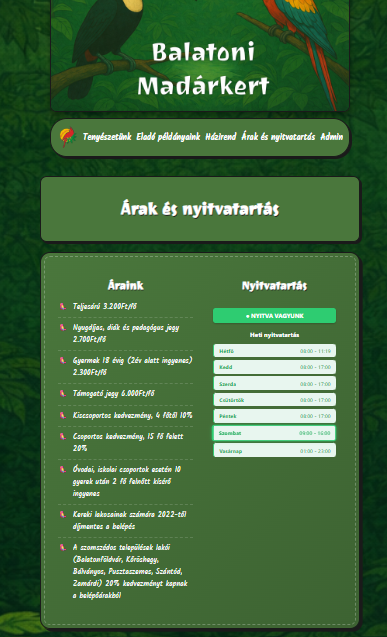 Balatoni
Madárkert
Tenyészetünk Eladó példányaink Házirend Árak és nyitvatartás Admin
Árak és nyitvatartás
Áraink
Teljesárú 3.200Ft/fő
Nyugdíjas, diák és pedagógus jegy
2.700Ft/fő
Gyermek 18 évig (2év alatt ingyenes)
2.300Ft/fő
Támogató jegy 6.000Ft/fő
Kiscsoportos kedvezmény, 4 főtől 10%
Csoportos kedvezmény, 15 fő felett
20%
Óvodai, iskolai csoportok esetén 10
gyerek után 2 fő felnőtt kísérő
ingyenes
Kereki lakosainak számára 2022-től
díjmentes a belépés
A szomszédos települések lakói
(Balatonföldvár, Kőröshegy,
Bálványos, Pusztaszemes, Szántód,
Zamárdi) 20% kedvezményt kapnak
a belépőárakból
Nyitvatartás
● NYITVA VAGYUNK
Heti nyitvatartás
Hétfő 08:00 - 11:19
Kedd 08:00 - 17:00
Szerda 08:30 - 17:00
Csütörtök 08:30 - 17:00
Péntek 08:00 - 17:00
Szombat 09:00 - 16:00
Vasárnap 01:00 - 23:00